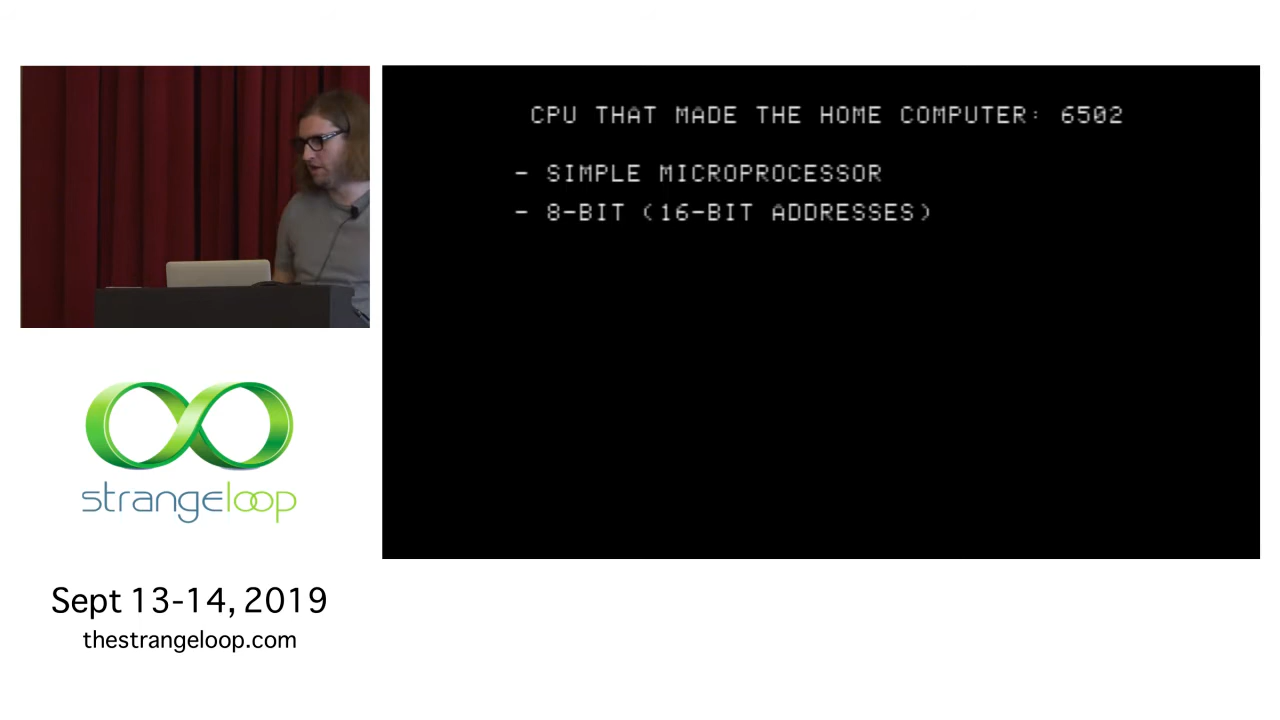 CPU THAT MADE THE HOME COMPUTER: 6502
- SIMPLE MICROPROCESSOR
- 8-BIT (16-BIT ADDRESSES)
strangeloop
Sept 13-14, 2019
thestrangeloop.com